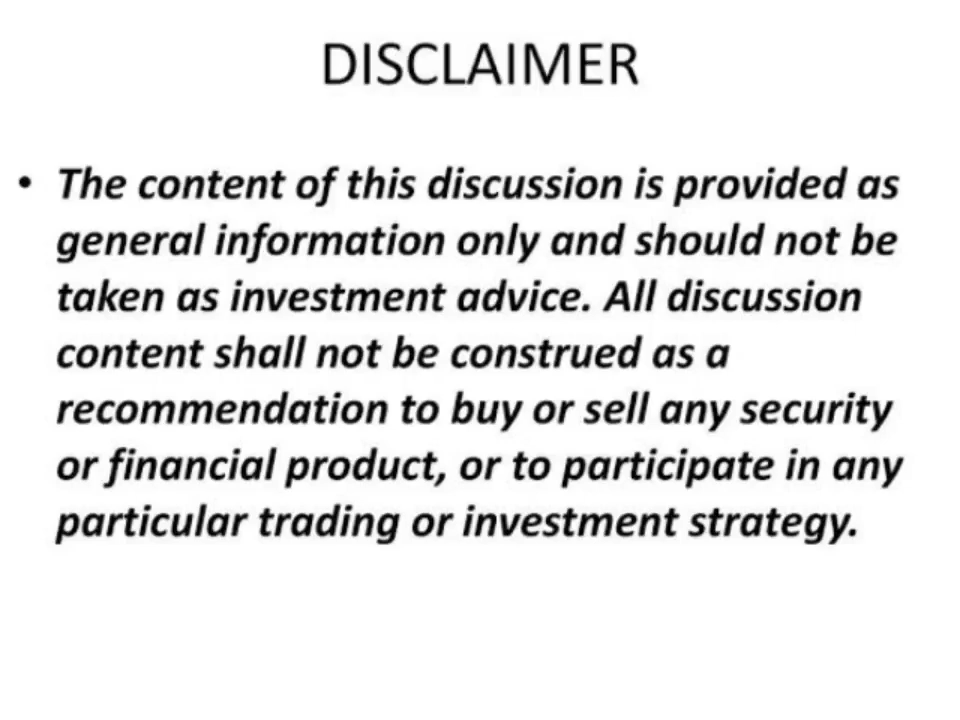 DISCLAIMER
• The content of this discussion is provided as
general information only and should not be
taken as investment advice. All discussion
content shall not be construed as a
recommendation to buy or sell any security
or financial product, or to participate in any
particular trading or investment strategy.